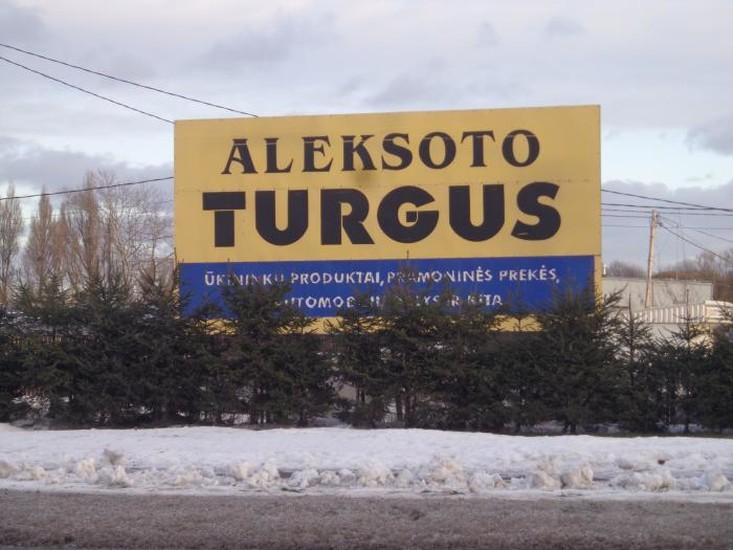 ALEKSOTO
TURGUS
ŪKININKŲ PRODUKTAI, PRAMONINĖS PREKĖS,
IR KITA